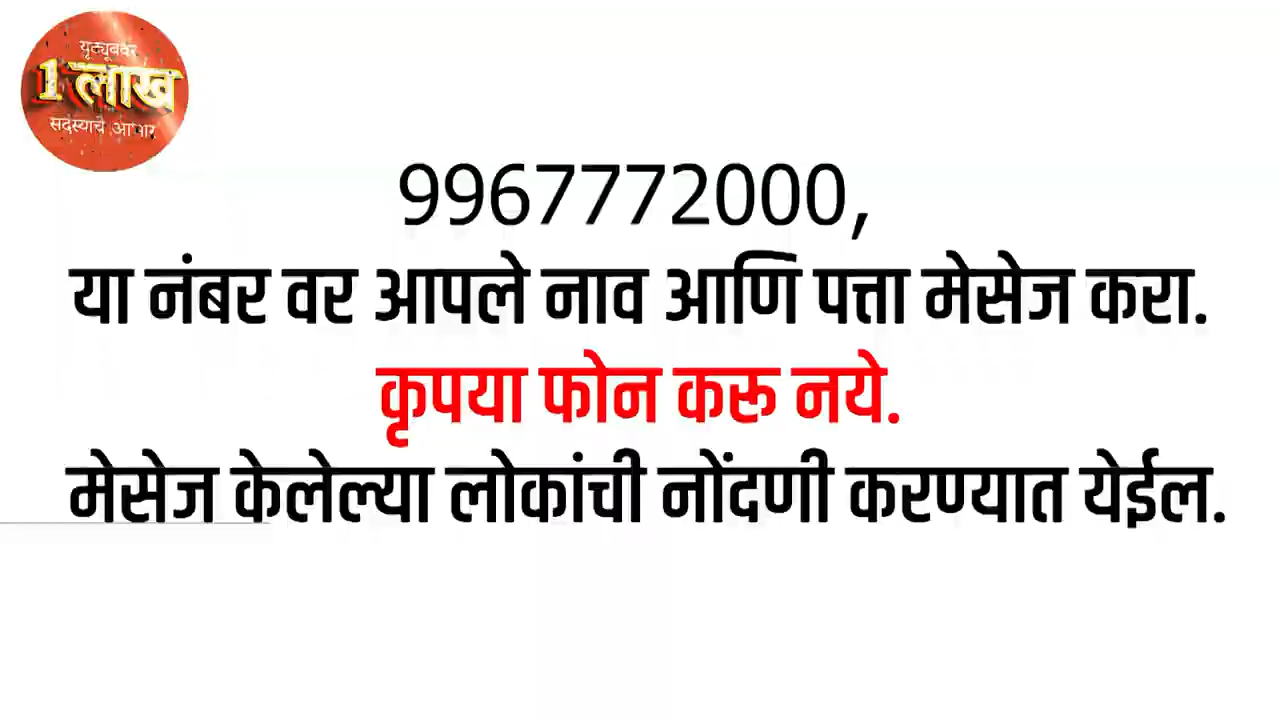 यूट्यूबवर
1 लाख
सदस्याचे आभार
9967772000,
या नंबर वर आपले नाव आणि पत्ता मेसेज करा.
कृपया फोन करू नये.
मेसेज केलेल्या लोकांची नोंदणी करण्यात येईल.